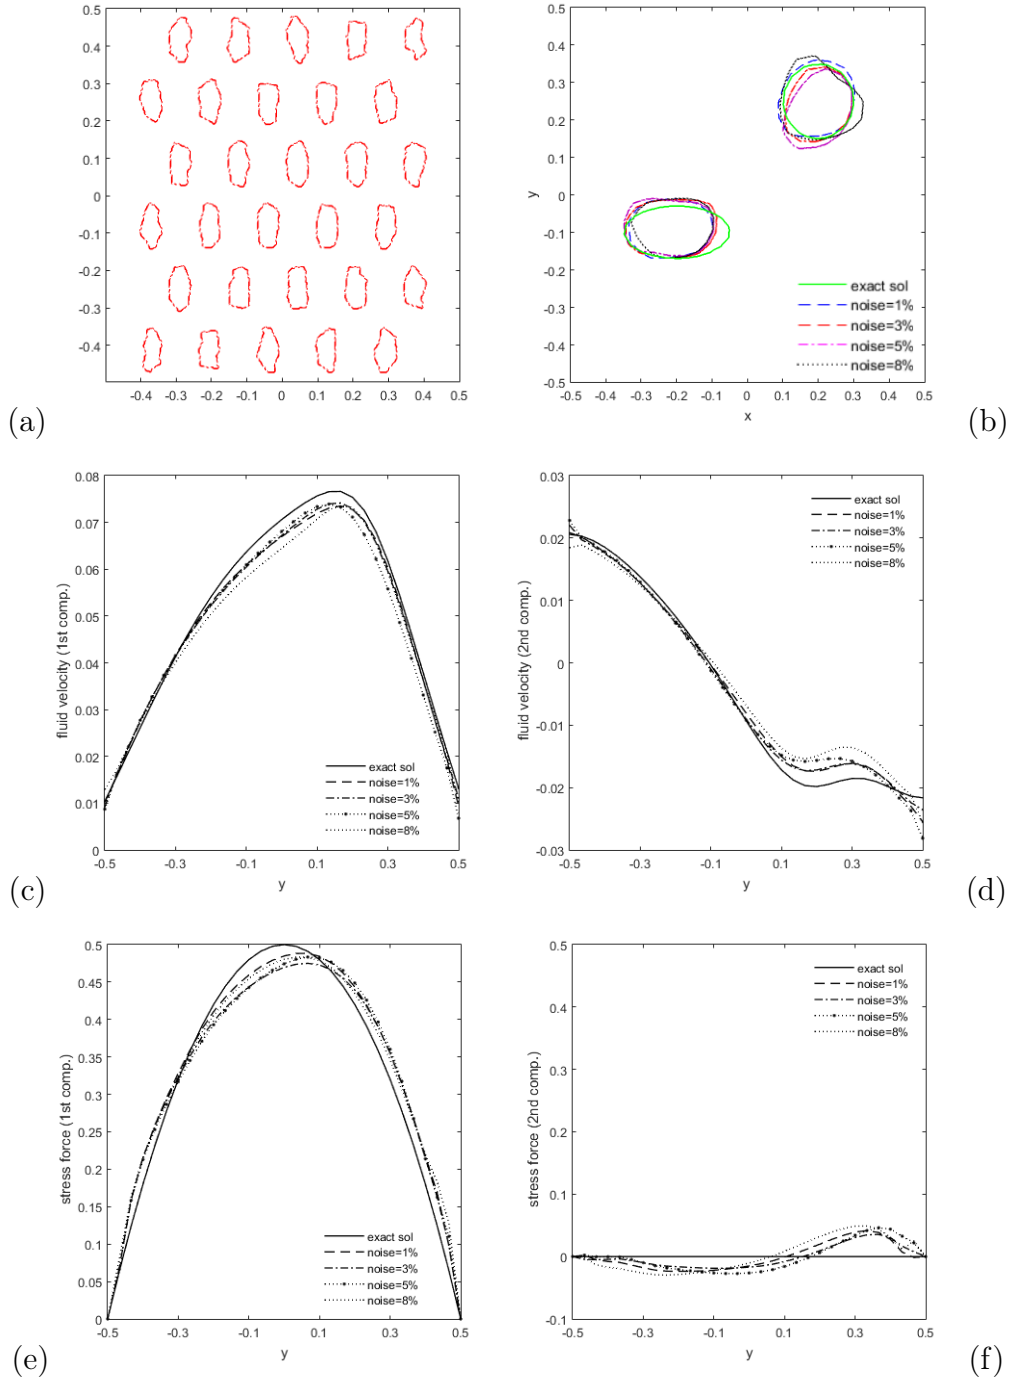 0.5
0.4
0.3
0.2
0.1
0
-0.1
-0.2
-0.3
-0.4
-0.4 -0.3 -0.2 -0.1 0 0.1 0.2 0.3 0.4 0.5
(a)
0.5
0.4
0.3
0.2
0.1
0
-0.1
-0.2
-0.3
-0.4
-0.5
y
-0.5 -0.4 -0.3 -0.2 -0.1 0 0.1 0.2 0.3 0.4 0.5
x
exact sol
noise=1%
noise=3%
noise=5%
noise=8%
(b)
0.08
0.07
0.06
0.05
0.04
0.03
0.02
0.01
0
fluid velocity (1st comp.)
-0.5 -0.3 -0.1 0.1 0.3 0.5
y
exact sol
noise=1%
noise=3%
noise=5%
noise=8%
(c)
0.03
0.02
0.01
0
-0.01
-0.02
-0.03
fluid velocity (2nd comp.)
-0.5 -0.3 -0.1 0.1 0.3 0.5
y
exact sol
noise=1%
noise=3%
noise=5%
noise=8%
(d)
0.5
0.45
0.4
0.35
0.3
0.25
0.2
0.15
0.1
0.05
0
stress force (1st comp.)
-0.5 -0.3 -0.1 0.1 0.3 0.5
y
exact sol
noise=1%
noise=3%
noise=5%
noise=8%
(e)
0.5
0.4
0.3
0.2
0.1
0
-0.1
stress force (2nd comp.)
-0.5 -0.3 -0.1 0.1 0.3 0.5
y
exact sol
noise=1%
noise=3%
noise=5%
noise=8%
(f)